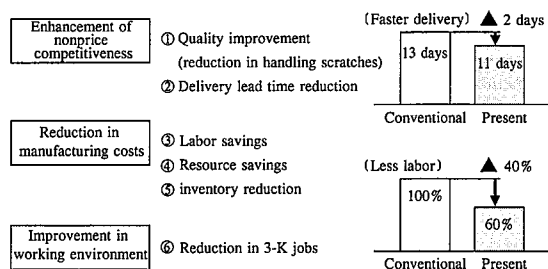 Enhancement of
nonprice
competitiveness
① Quality improvement
(reduction in handling scratches)
② Delivery lead time reduction
(Faster delivery) ▲ 2 days
13 days
11 days
Conventional Present
Reduction in
manufacturing costs
③ Labor savings
④ Resource savings
⑤ inventory reduction
(Less labor) ▲ 40%
100%
60%
Conventional Present
Improvement in
working environment
⑥ Reduction in 3-K jobs